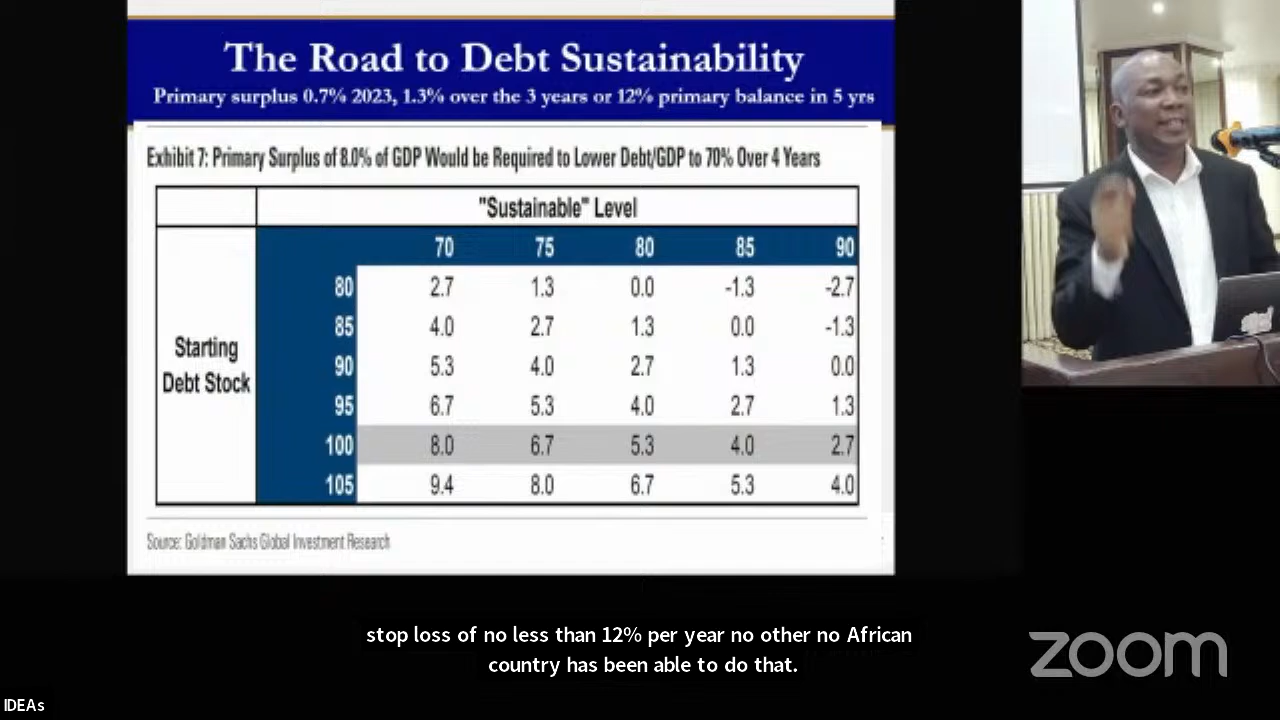 The Road to Debt Sustainability
Primary surplus 0.7% 2023, 1.3% over the 3 years or 12% primary balance in 5 yrs
Exhibit 7: Primary Surplus of 8.0% of GDP Would be Required to Lower Debt/GDP to 70% Over 4 Years
"Sustainable" Level
70 75 80 85 90
80 2.7 1.3 0.0 -1.3 -2.7
85 4.0 2.7 1.3 0.0 -1.3
Starting
Debt Stock
90 5.3 4.0 2.7 1.3 0.0
95 6.7 5.3 4.0 2.7 1.3
100 8.0 6.7 5.3 4.0 2.7
105 9.4 8.0 6.7 5.3 4.0
Source: Goldman Sachs Global Investment Research
stop loss of no less than 12% per year no other no African
country has been able to do that.
zoom
IDEAs